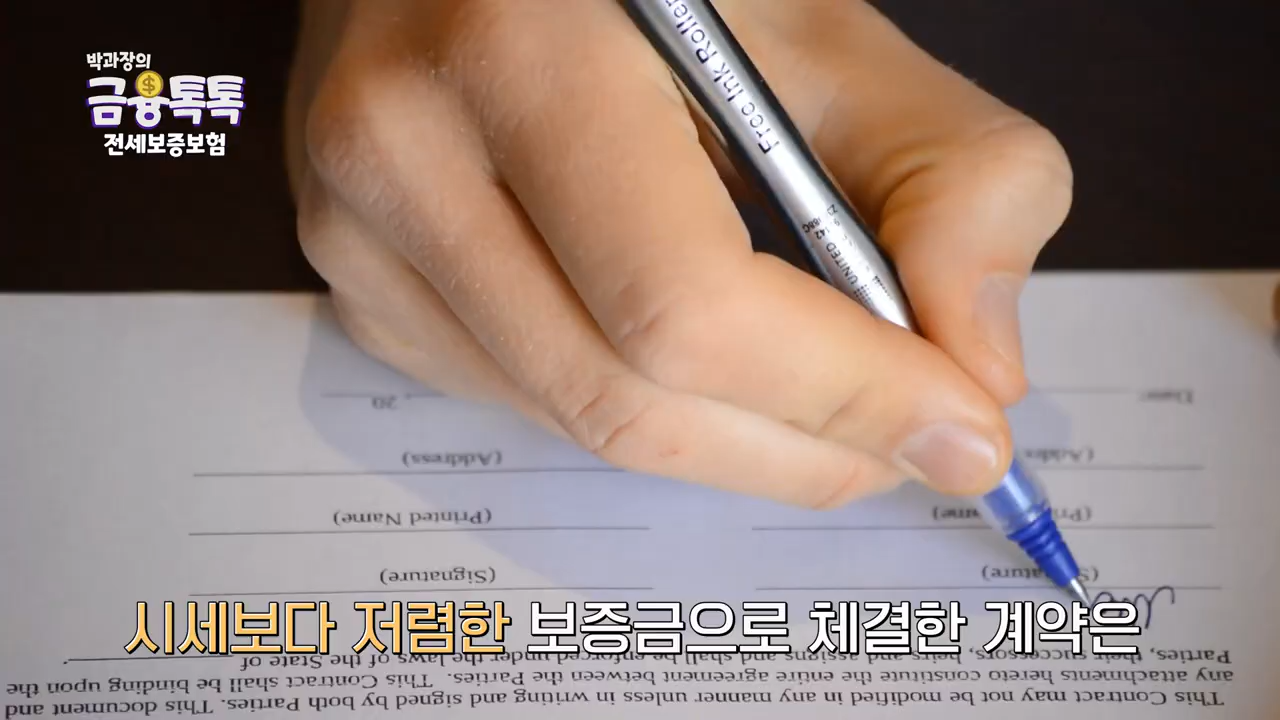 박과장의
금융톡톡
전세보증보험
Free Ink Roller
UNITED
Date:
20
(Address)
(Printed Name)
(Signature)
시세보다 저렴한 보증금으로 체결한 계약은
Parties, their successors, heirs and assigns and shall be enforced under the laws of the State of
any attachments hereto constitute the entire agreement between the Parties. This Contract shall be binding upon the
This Contract may not be modified in any manner unless in writing and signed by both Parties. This document and